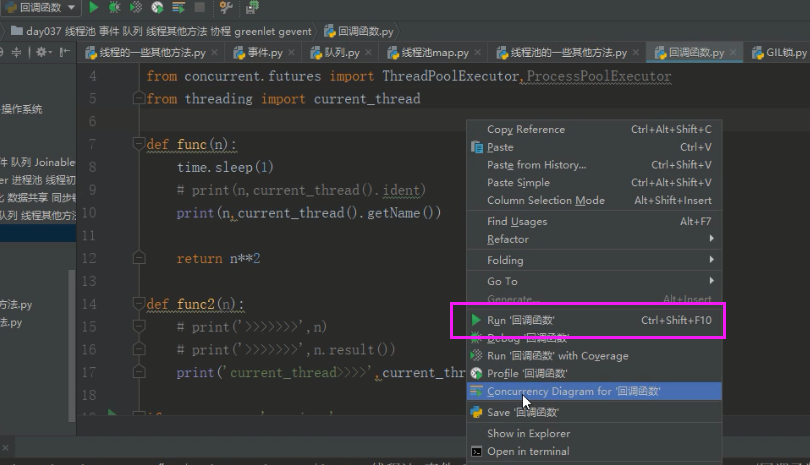 回调函数
day037 线程池 事件 队列 线程其他方法 协程 greenlet gevent 回调函数.py
线程的一些其他方法.py 事件.py 队列.py 线程池map.py 线程池的一些其他方法.py 回调函数.py GIL锁.py
操作系统
件 队列 Joinable
er 进程池 线程初
数据共享 同步锁
队列 线程其他方
方法.py
法.py
4 from concurrent.futures import ThreadPoolExecutor,ProcessPoolExecutor
5 from threading import current_thread
6
7 def func(n):
8 time.sleep(1)
9 # print(n,current_thread().ident)
10 print(n,current_thread().getName())
11
12 return n**2
13
14 def func2(n):
15 # print('>>>>>>>',n)
16 # print('>>>>>>>',n.result())
17 print('current_thread>>>>',current_thr
18
Copy Reference Ctrl+Alt+Shift+C
Paste Ctrl+V
Paste from History... Ctrl+Shift+V
Paste Simple Ctrl+Alt+Shift+V
Column Selection Mode Alt+Shift+Insert
Find Usages Alt+F7
Refactor
Folding
Go To
Generate... Alt+Insert
Run '回调函数' Ctrl+Shift+F10
Debug '回调函数'
Run '回调函数' with Coverage
Profile '回调函数'
Concurrency Diagram for '回调函数'
Save '回调函数'
Show in Explorer
Open in terminal